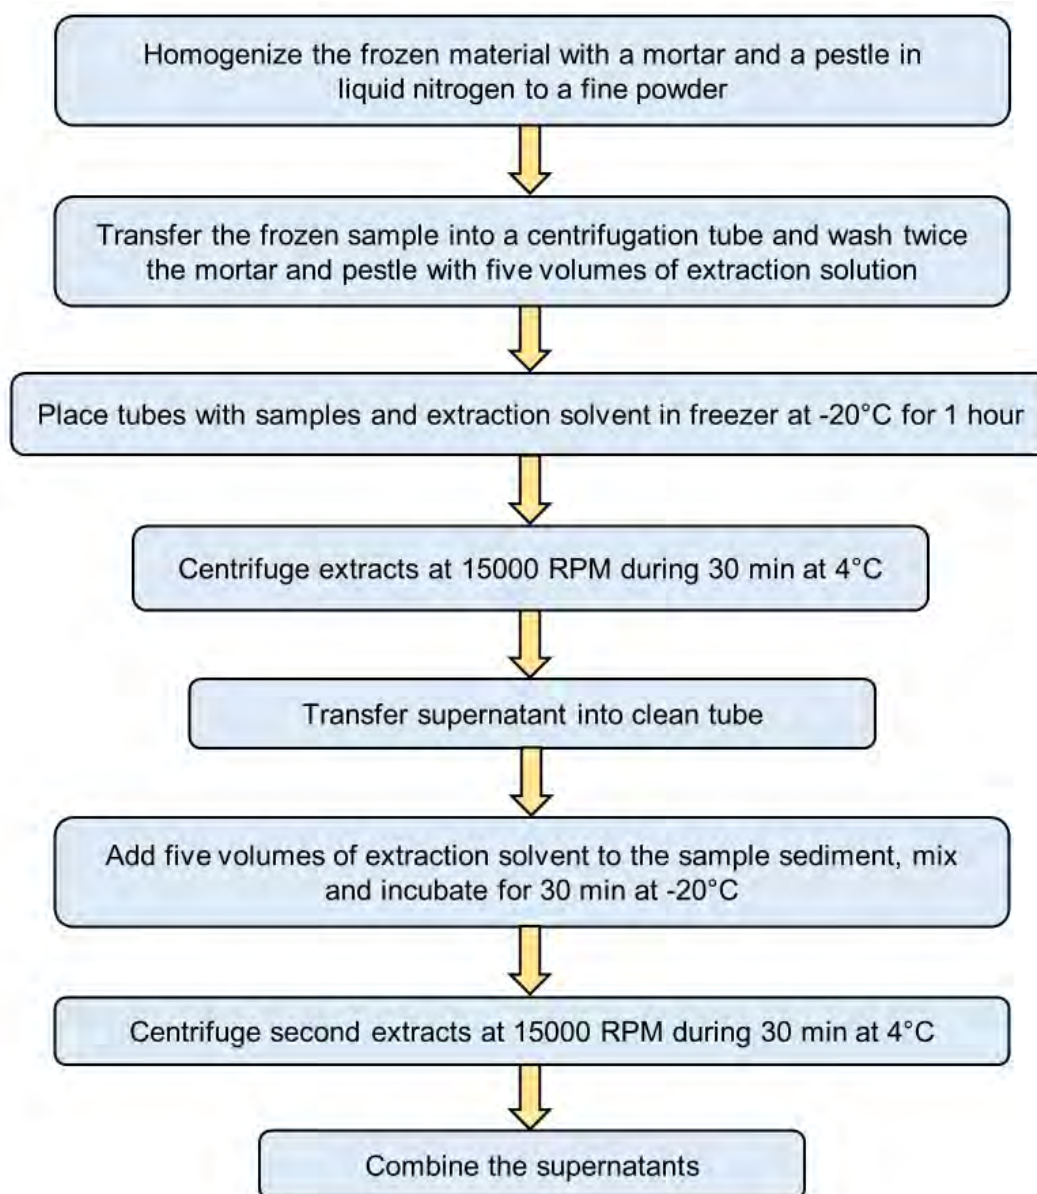 Homogenize the frozen material with a mortar and a pestle in
liquid nitrogen to a fine powder
Transfer the frozen sample into a centrifugation tube and wash twice
the mortar and pestle with five volumes of extraction solution
Place tubes with samples and extraction solvent in freezer at -20°C for 1 hour
Centrifuge extracts at 15000 RPM during 30 min at 4°C
Transfer supernatant into clean tube
Add five volumes of extraction solvent to the sample sediment, mix
and incubate for 30 min at -20°C
Centrifuge second extracts at 15000 RPM during 30 min at 4°C
Combine the supernatants